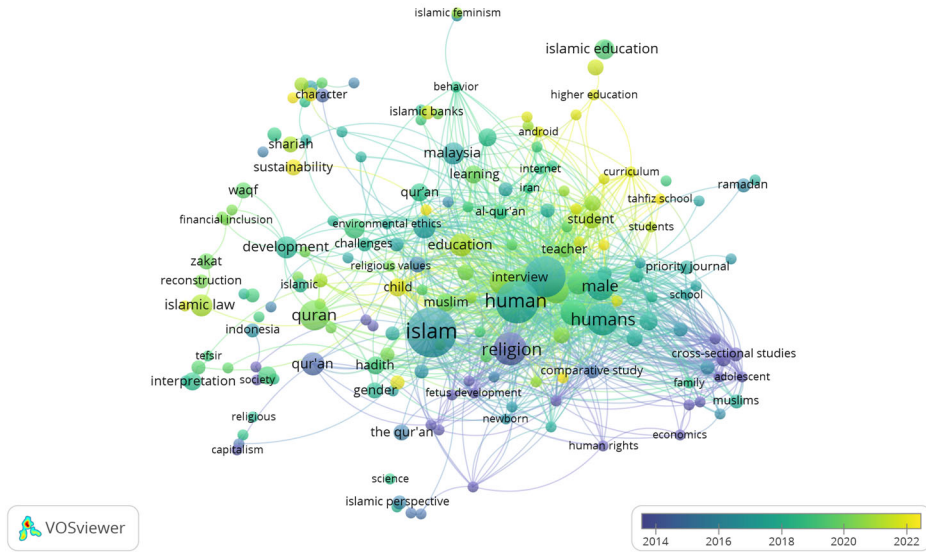 islamic feminism
islamic education
behavior
character
higher education
islamic banks
android
shariah
malaysia
sustainability
learning
internet
curriculum
waqf
qur'an
iran
ramadan
tahfiz school
financial inclusion
al-qur'an
student
environmental ethics
students
development
challenges
education
teacher
zakat
religious values
interview
priority journal
reconstruction
islamic
child
male
school
islamic law
muslim
human
quran
humans
indonesia
islam
religion
tefsir
qur'an
hadith
cross-sectional studies
comparative study
interpretation
society
adolescent
gender
fetus development
family
muslims
religious
newborn
the qur'an
economics
capitalism
human rights
science
islamic perspective
VOSviewer
2014 2016 2018 2020 2022